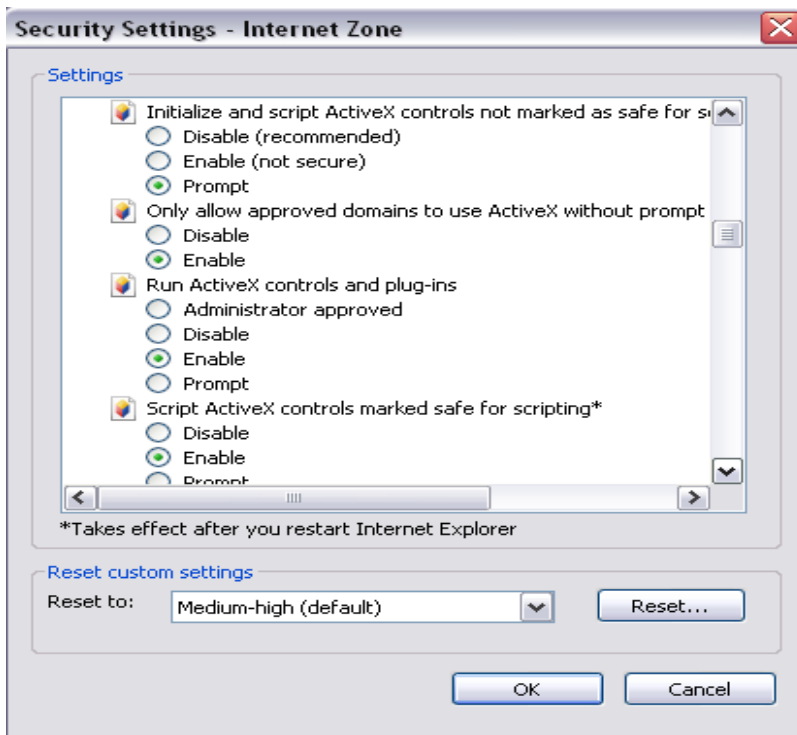 Security Settings - Internet Zone
Settings
Initialize and script ActiveX controls not marked as safe for s
Disable (recommended)
Enable (not secure)
Prompt
Only allow approved domains to use ActiveX without prompt
Disable
Enable
Run ActiveX controls and plug-ins
Administrator approved
Disable
Enable
Prompt
Script ActiveX controls marked safe for scripting*
Disable
Enable
Prompt
*Takes effect after you restart Internet Explorer
Reset custom settings
Reset to: Medium-high (default) Reset...
OK Cancel